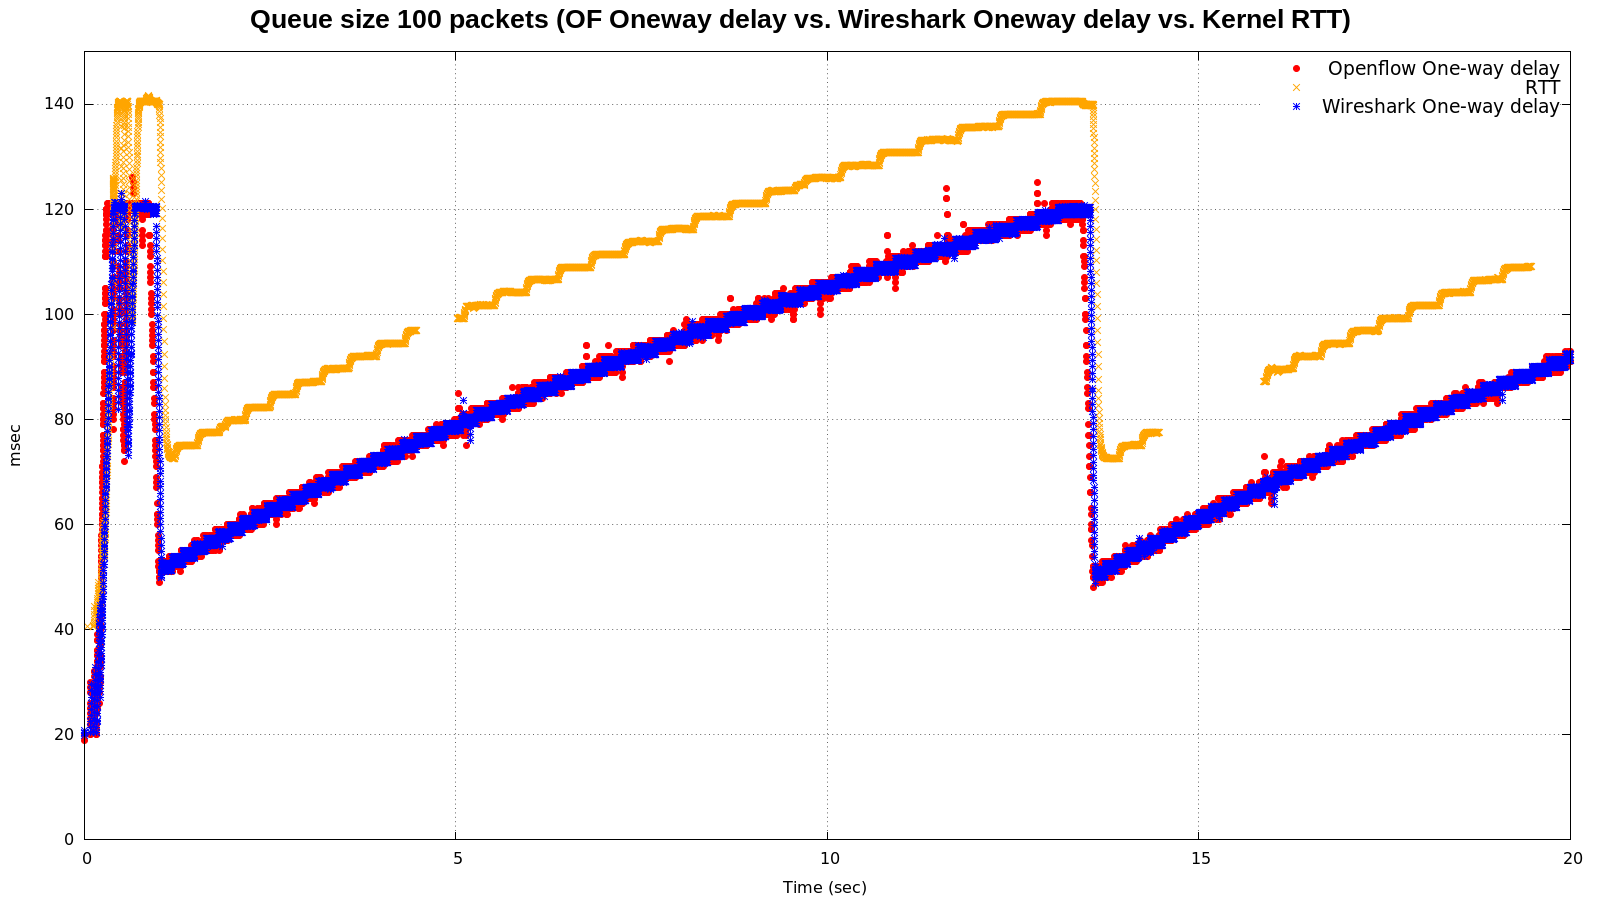 Queue size 100 packets (OF Oneway delay vs. Wireshark Oneway delay vs. Kernel RTT)
Openflow One-way delay
RTT
Wireshark One-way delay
140
120
100
80
60
40
20
0
msec
0 5 10 15 20
Time (sec)